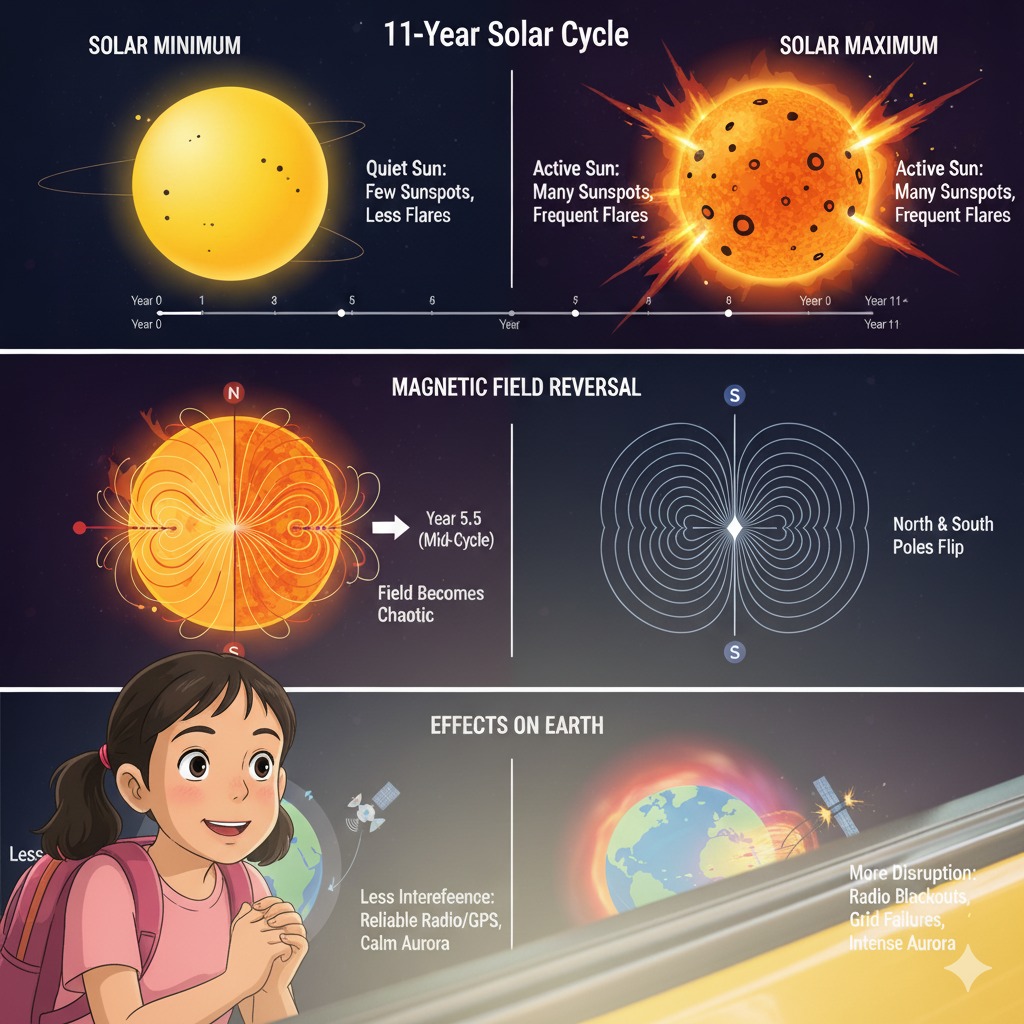 11-Year Solar Cycle
SOLAR MINIMUM
SOLAR MAXIMUM
Quiet Sun:
Few Sunspots,
Less Flares
Active Sun:
Many Sunspots,
Frequent Flares
Active Sun:
Many Sunspots,
Frequent Flares
Year 0 1 3 5 6 5 8 8 Year 0 Year 11
Year 0 Year Year 11
MAGNETIC FIELD REVERSAL
N
S
Year 5.5
(Mid-Cycle)
Field Becomes
Chaotic
S
S
North & South
Poles Flip
EFFECTS ON EARTH
Less
Less Interefeence:
Reliable Radio/GPS,
Calm Aurora
More Disruption:
Radio Blackouts,
Grid Failures,
Intense Aurora